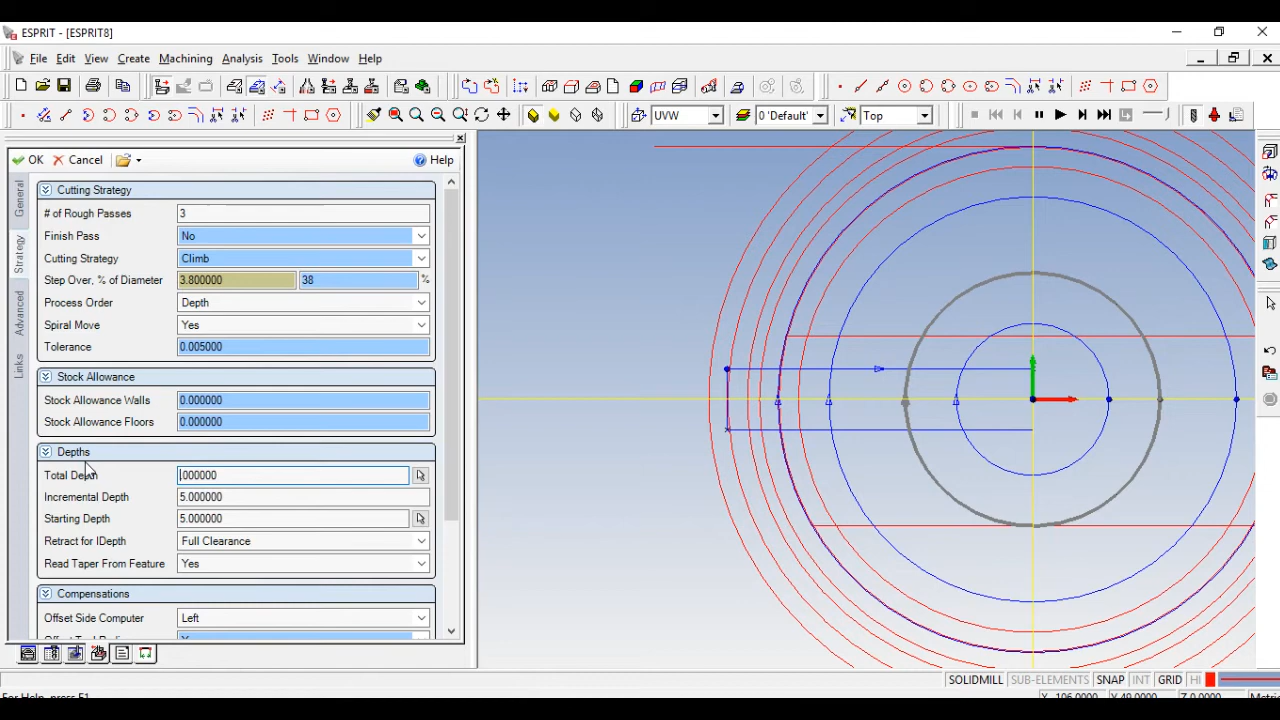 ESPRIT - [ESPRIT8]
File Edit View Create Machining Analysis Tools Window Help
UVW 0 'Default' Top
OK Cancel Help
General
Strategy
Advanced
Links
Cutting Strategy
# of Rough Passes 3
Finish Pass No
Cutting Strategy Climb
Step Over, % of Diameter 3.800000 38 %
Process Order Depth
Spiral Move Yes
Tolerance 0.005000
Stock Allowance
Stock Allowance Walls 0.000000
Stock Allowance Floors 0.000000
Depths
Total Depth .000000
Incremental Depth 5.000000
Starting Depth 5.000000
Retract for IDepth Full Clearance
Read Taper From Feature Yes
Compensations
Offset Side Computer Left
SOLIDMILL SUB-ELEMENTS SNAP INT GRID HI
For Help, press F1